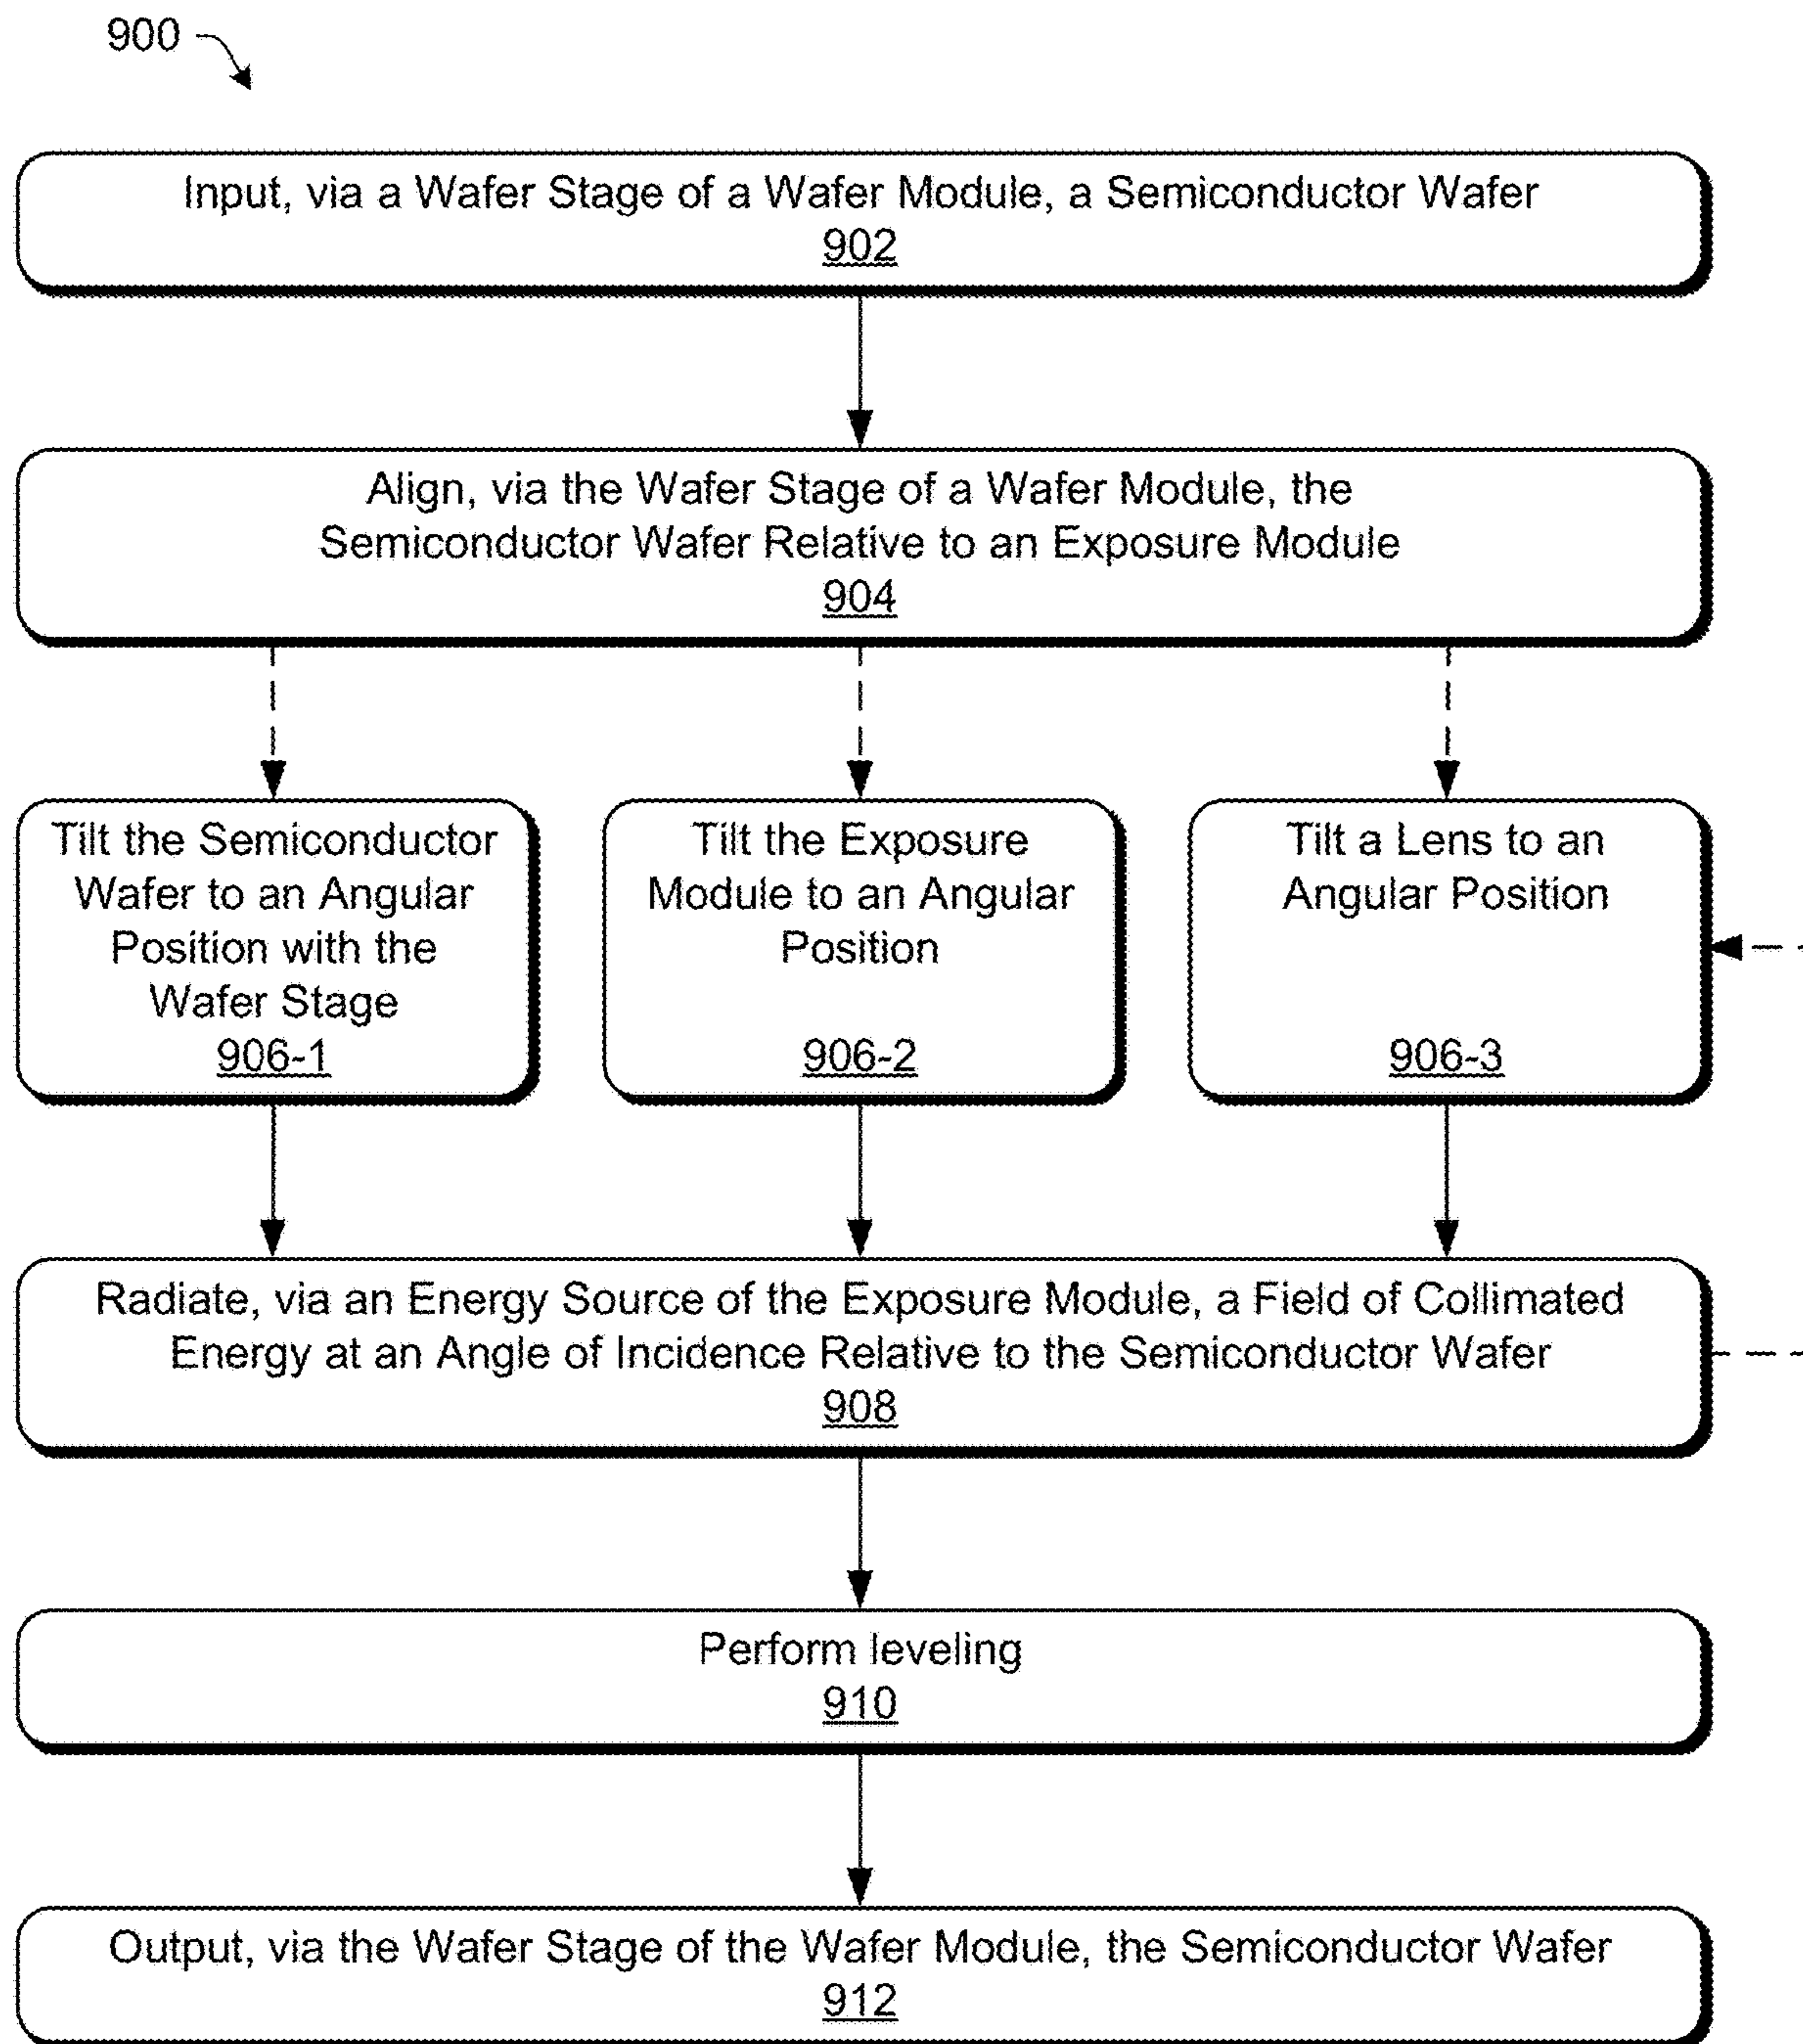 900
Input, via a Wafer Stage of a Wafer Module, a Semiconductor Wafer
902
Align, via the Wafer Stage of a Wafer Module, the
Semiconductor Wafer Relative to an Exposure Module
904
Tilt the Semiconductor
Wafer to an Angular
Position with the
Wafer Stage
906-1
Tilt the Exposure
Module to an Angular
Position
906-2
Tilt a Lens to an
Angular Position
906-3
Radiate, via an Energy Source of the Exposure Module, a Field of Collimated
Energy at an Angle of Incidence Relative to the Semiconductor Wafer
908
Perform leveling
910
Output, via the Wafer Stage of the Wafer Module, the Semiconductor Wafer
912